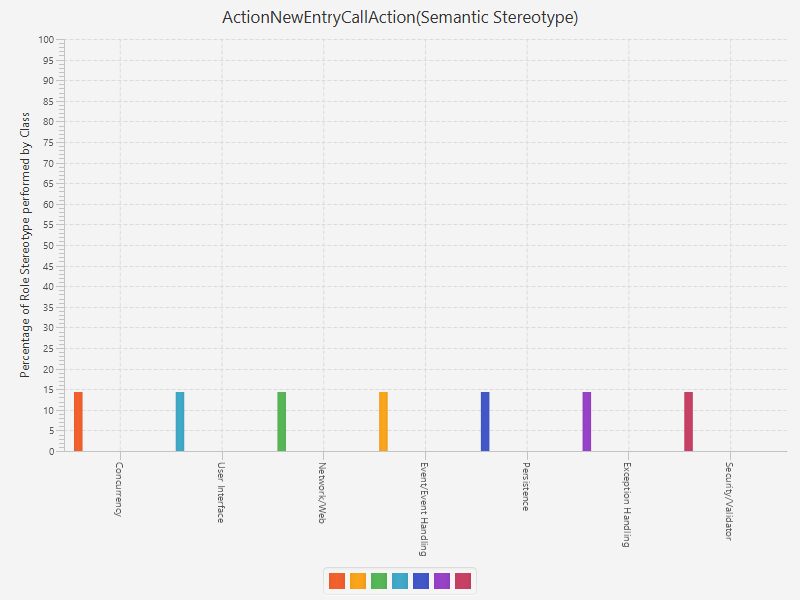 ActionNewEntryCallAction(Semantic Stereotype)
Percentage of Role Stereotype performed by Class
100
95
90
85
80
75
70
65
60
55
50
45
40
35
30
25
20
15
10
5
0
Concurrency
User Interface
Network/Web
Event/Event Handling
Persistence
Exception Handling
Security/Validator